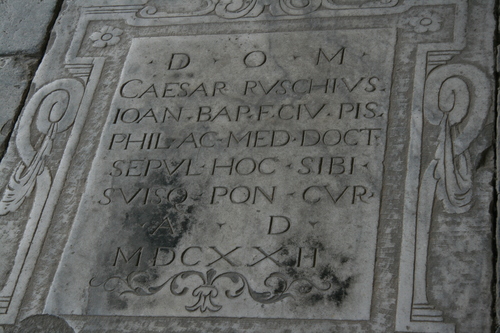 D · O · M
CAESAR RVSCHIVS·
IOAN·BAP·F·CIV·PIS·
PHIL·AC·MED·DOCT·
SEPVL·HOC·SIBI·
SVISQ·PON·CVR·
·A· D·
MDCXXII